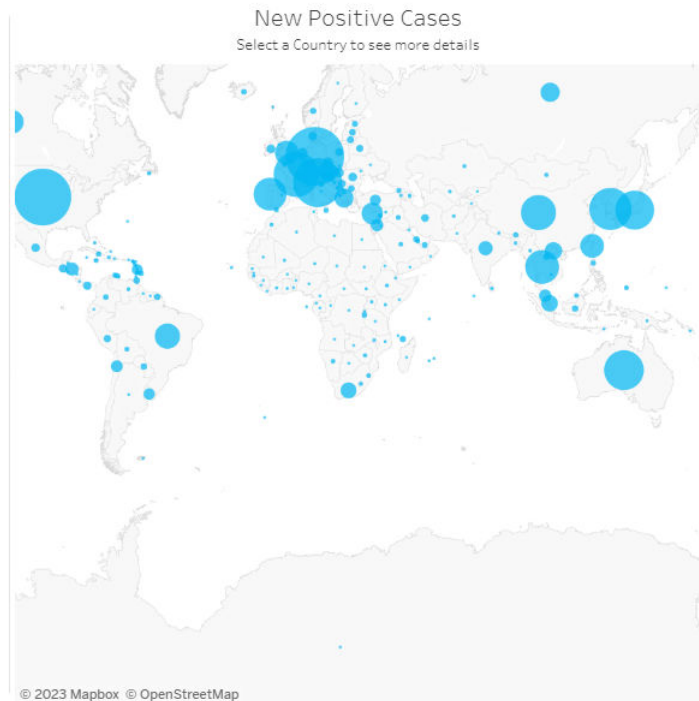 New Positive Cases
Select a Country to see more details
© 2023 Mapbox © OpenStreetMap